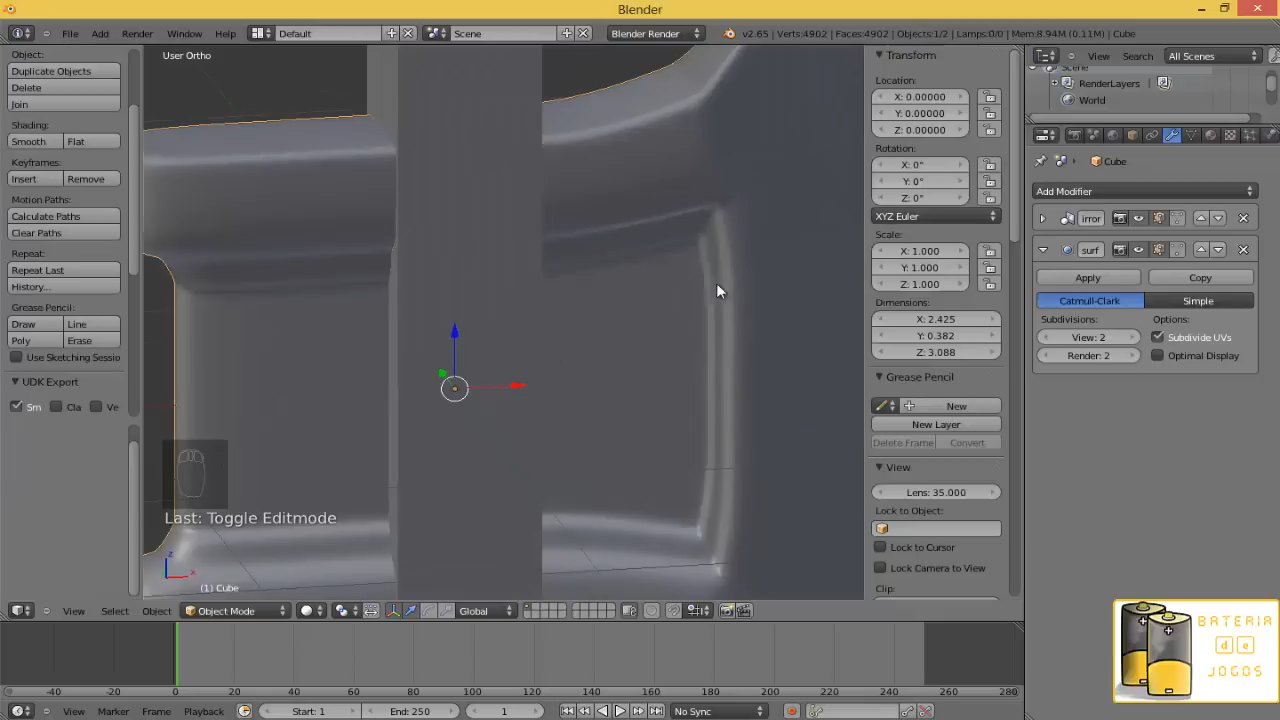 Blender
File Add Render Window Help Default Scene Blender Render v2.65 | Verts:4902 | Faces:4902 | Objects:1/2 | Lamps:0/0 | Mem:8.94M (0.11M) | Cube
Object:
Duplicate Objects
Delete
Join
Shading:
Smooth Flat
Keyframes:
Insert Remove
Motion Paths:
Calculate Paths
Clear Paths
Repeat:
Repeat Last
History...
Grease Pencil:
Draw Line
Poly Erase
Use Sketching Sessio
UDK Export
Sm Cla Ve
User Ortho
Last: Toggle Editmode
z
x
(1) Cube
View Select Object Object Mode Global
Transform
Location:
X: 0.00000
Y: 0.00000
Z: 0.00000
Rotation:
X: 0°
Y: 0°
Z: 0°
XYZ Euler
Scale:
X: 1.000
Y: 1.000
Z: 1.000
Dimensions:
X: 2.425
Y: 0.382
Z: 3.088
Grease Pencil
New
New Layer
Delete Frame Convert
View
Lens: 35.000
Lock to Object:
Lock to Cursor
Lock Camera to View
Clip:
View Search All Scenes
Scene
RenderLayers |
World
Cube
Add Modifier
irror
surf
Apply Copy
Catmull-Clark Simple
Subdivisions: Options:
View: 2 Subdivide UVs
Render: 2 Optimal Display
BATERIA
d e
JOGOS
-40 -20 0 20 40 60 80 100 120 140 160 180 200 220 240 260 280
View Marker Frame Playback Start: 1 End: 250 1 No Sync